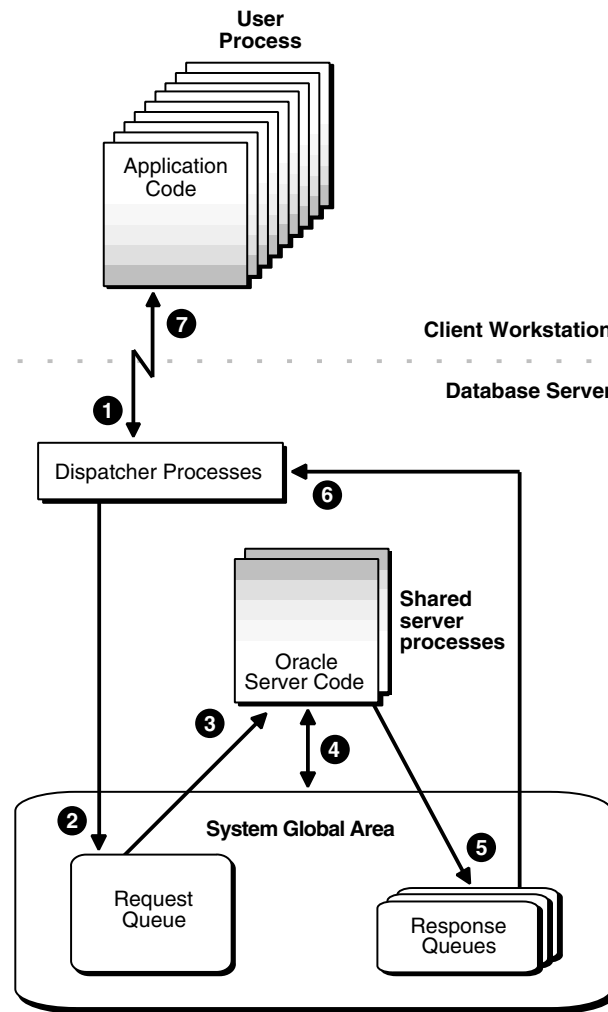 User
Process
Application
Code
7
Client Workstation
Database Server
1
Dispatcher Processes
6
Shared
server
processes
Oracle
Server Code
3
4
2
System Global Area
5
Request
Queue
Response
Queues